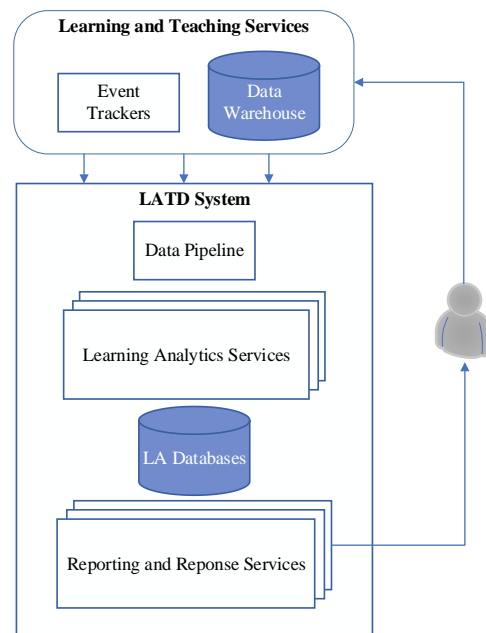 Learning and Teaching Services
Event
Trackers
Data
Warehouse
LATD System
Data Pipeline
Learning Analytics Services
LA Databases
Reporting and Reponse Services